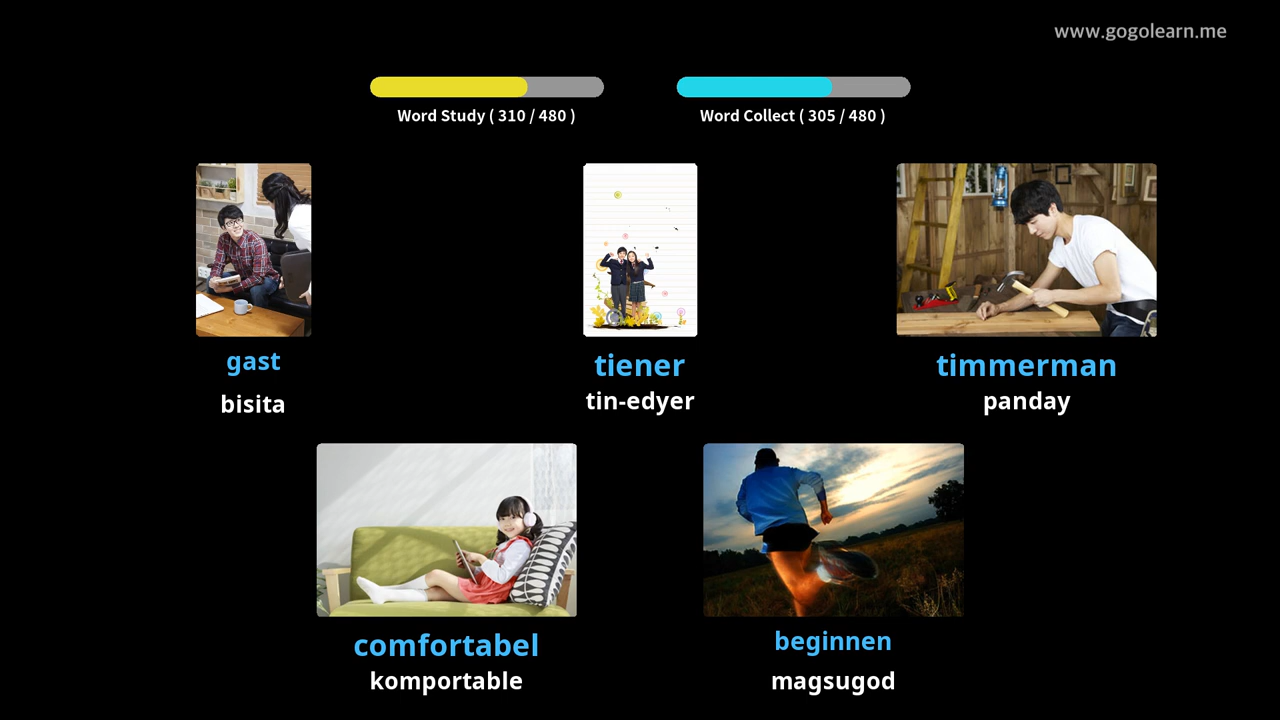 www.gogolearn.me
Word Study ( 310 / 480 )
Word Collect ( 305 / 480 )
gast
bisita
tiener
tin-edyer
timmerman
panday
comfortabel
komportable
beginnen
magsugod